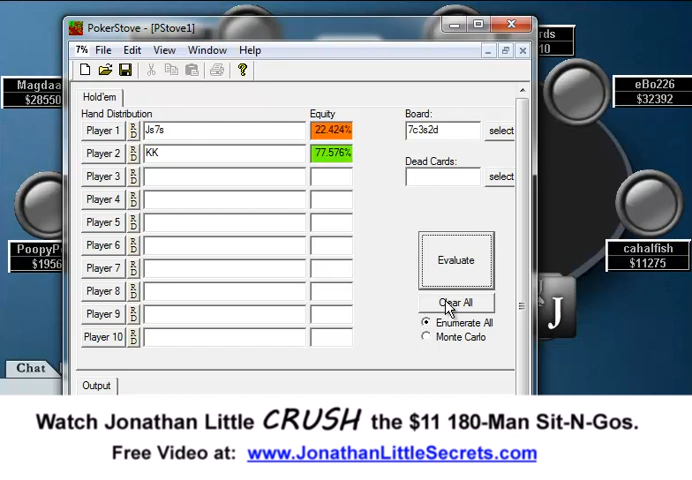 PokerStove - [PStove1]
7% File Edit View Window Help
rds
10
Magdaa
$28550
eBo226
$32392
Hold'em
Hand Distribution Equity Board:
Player 1 R D Js7s 22.424% 7c3s2d select
Player 2 R D KK 77.576%
Dead Cards:
Player 3 R D select
Player 4 R D
Player 5 R D
Player 6 R D
PoopyP
$1956
Evaluate
cahalfish
$11275
Player 7 R D
Player 8 R D
Clear All
Player 9 R D
Enumerate All
Player 10 R D
Monte Carlo
J
Chat
Output
Watch Jonathan Little CRUSH the $11 180-Man Sit-N-Gos.
Free Video at: www.JonathanLittleSecrets.com